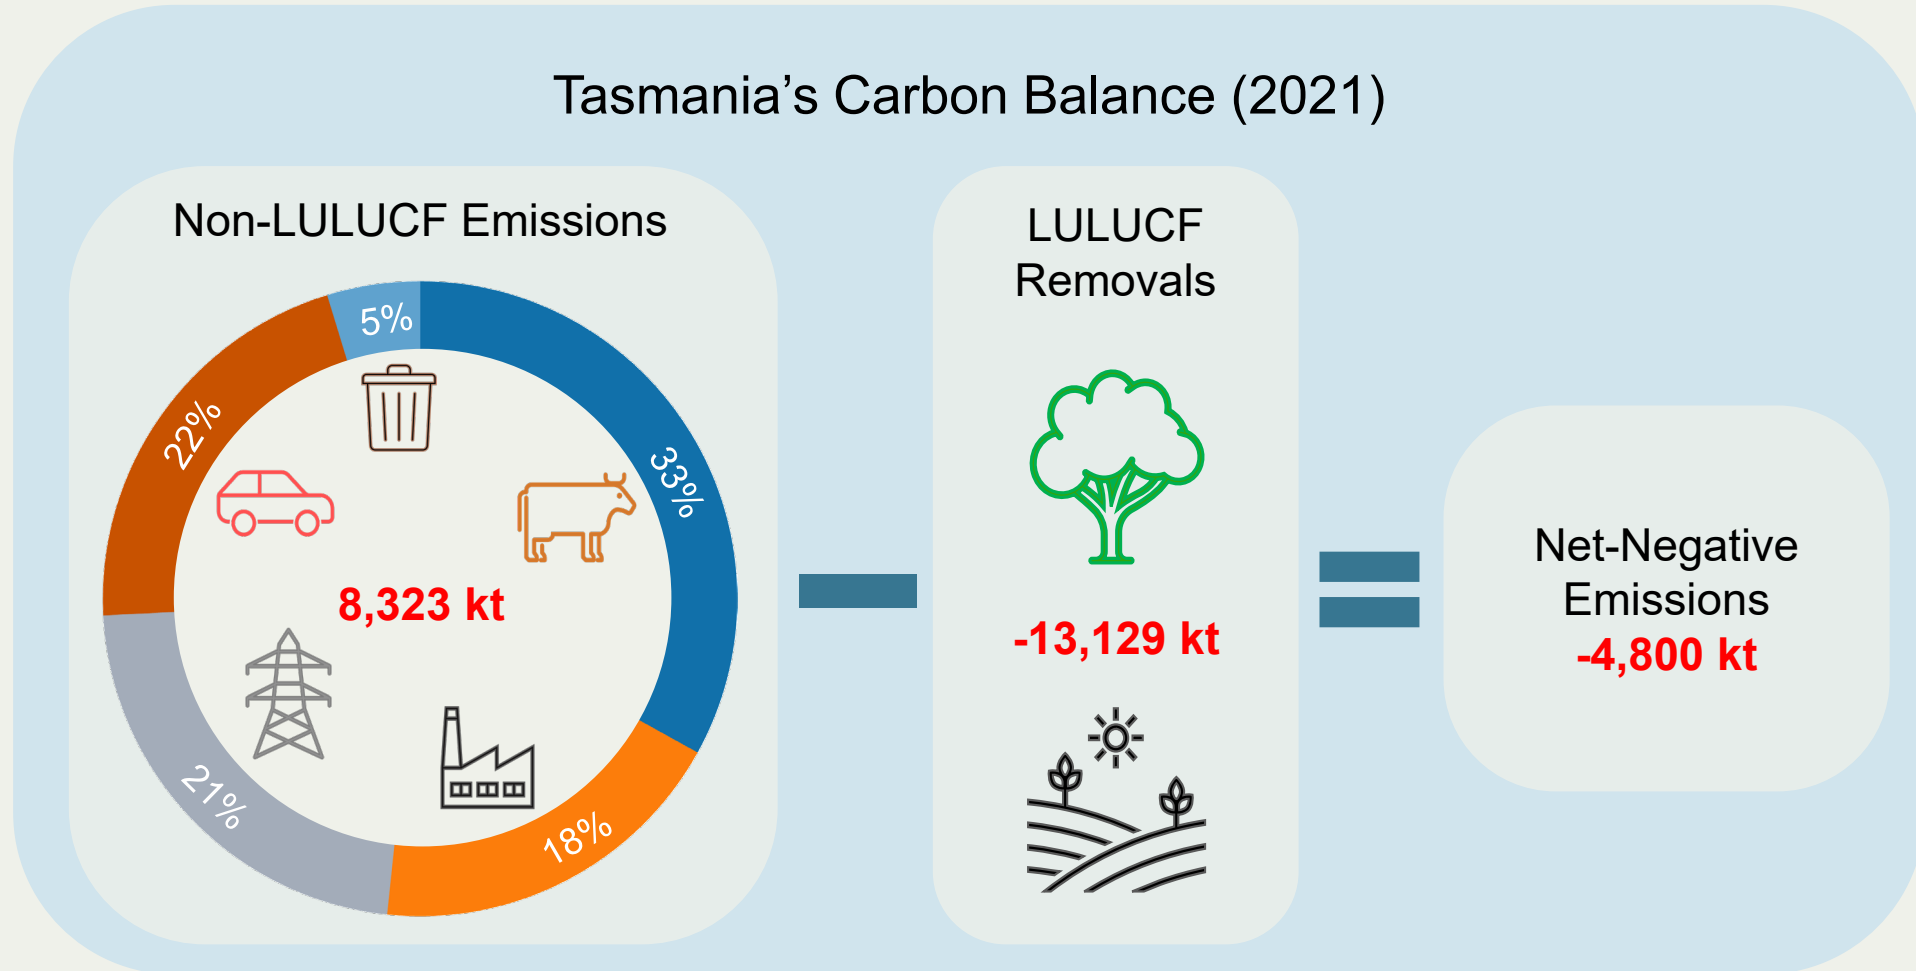 Tasmania’s Carbon Balance (2021)
Non-LULUCF Emissions
5%
33%
22%
8,323 kt
21%
18%
LULUCF
Removals
-13,129 kt
Net-Negative
Emissions
-4,800 kt